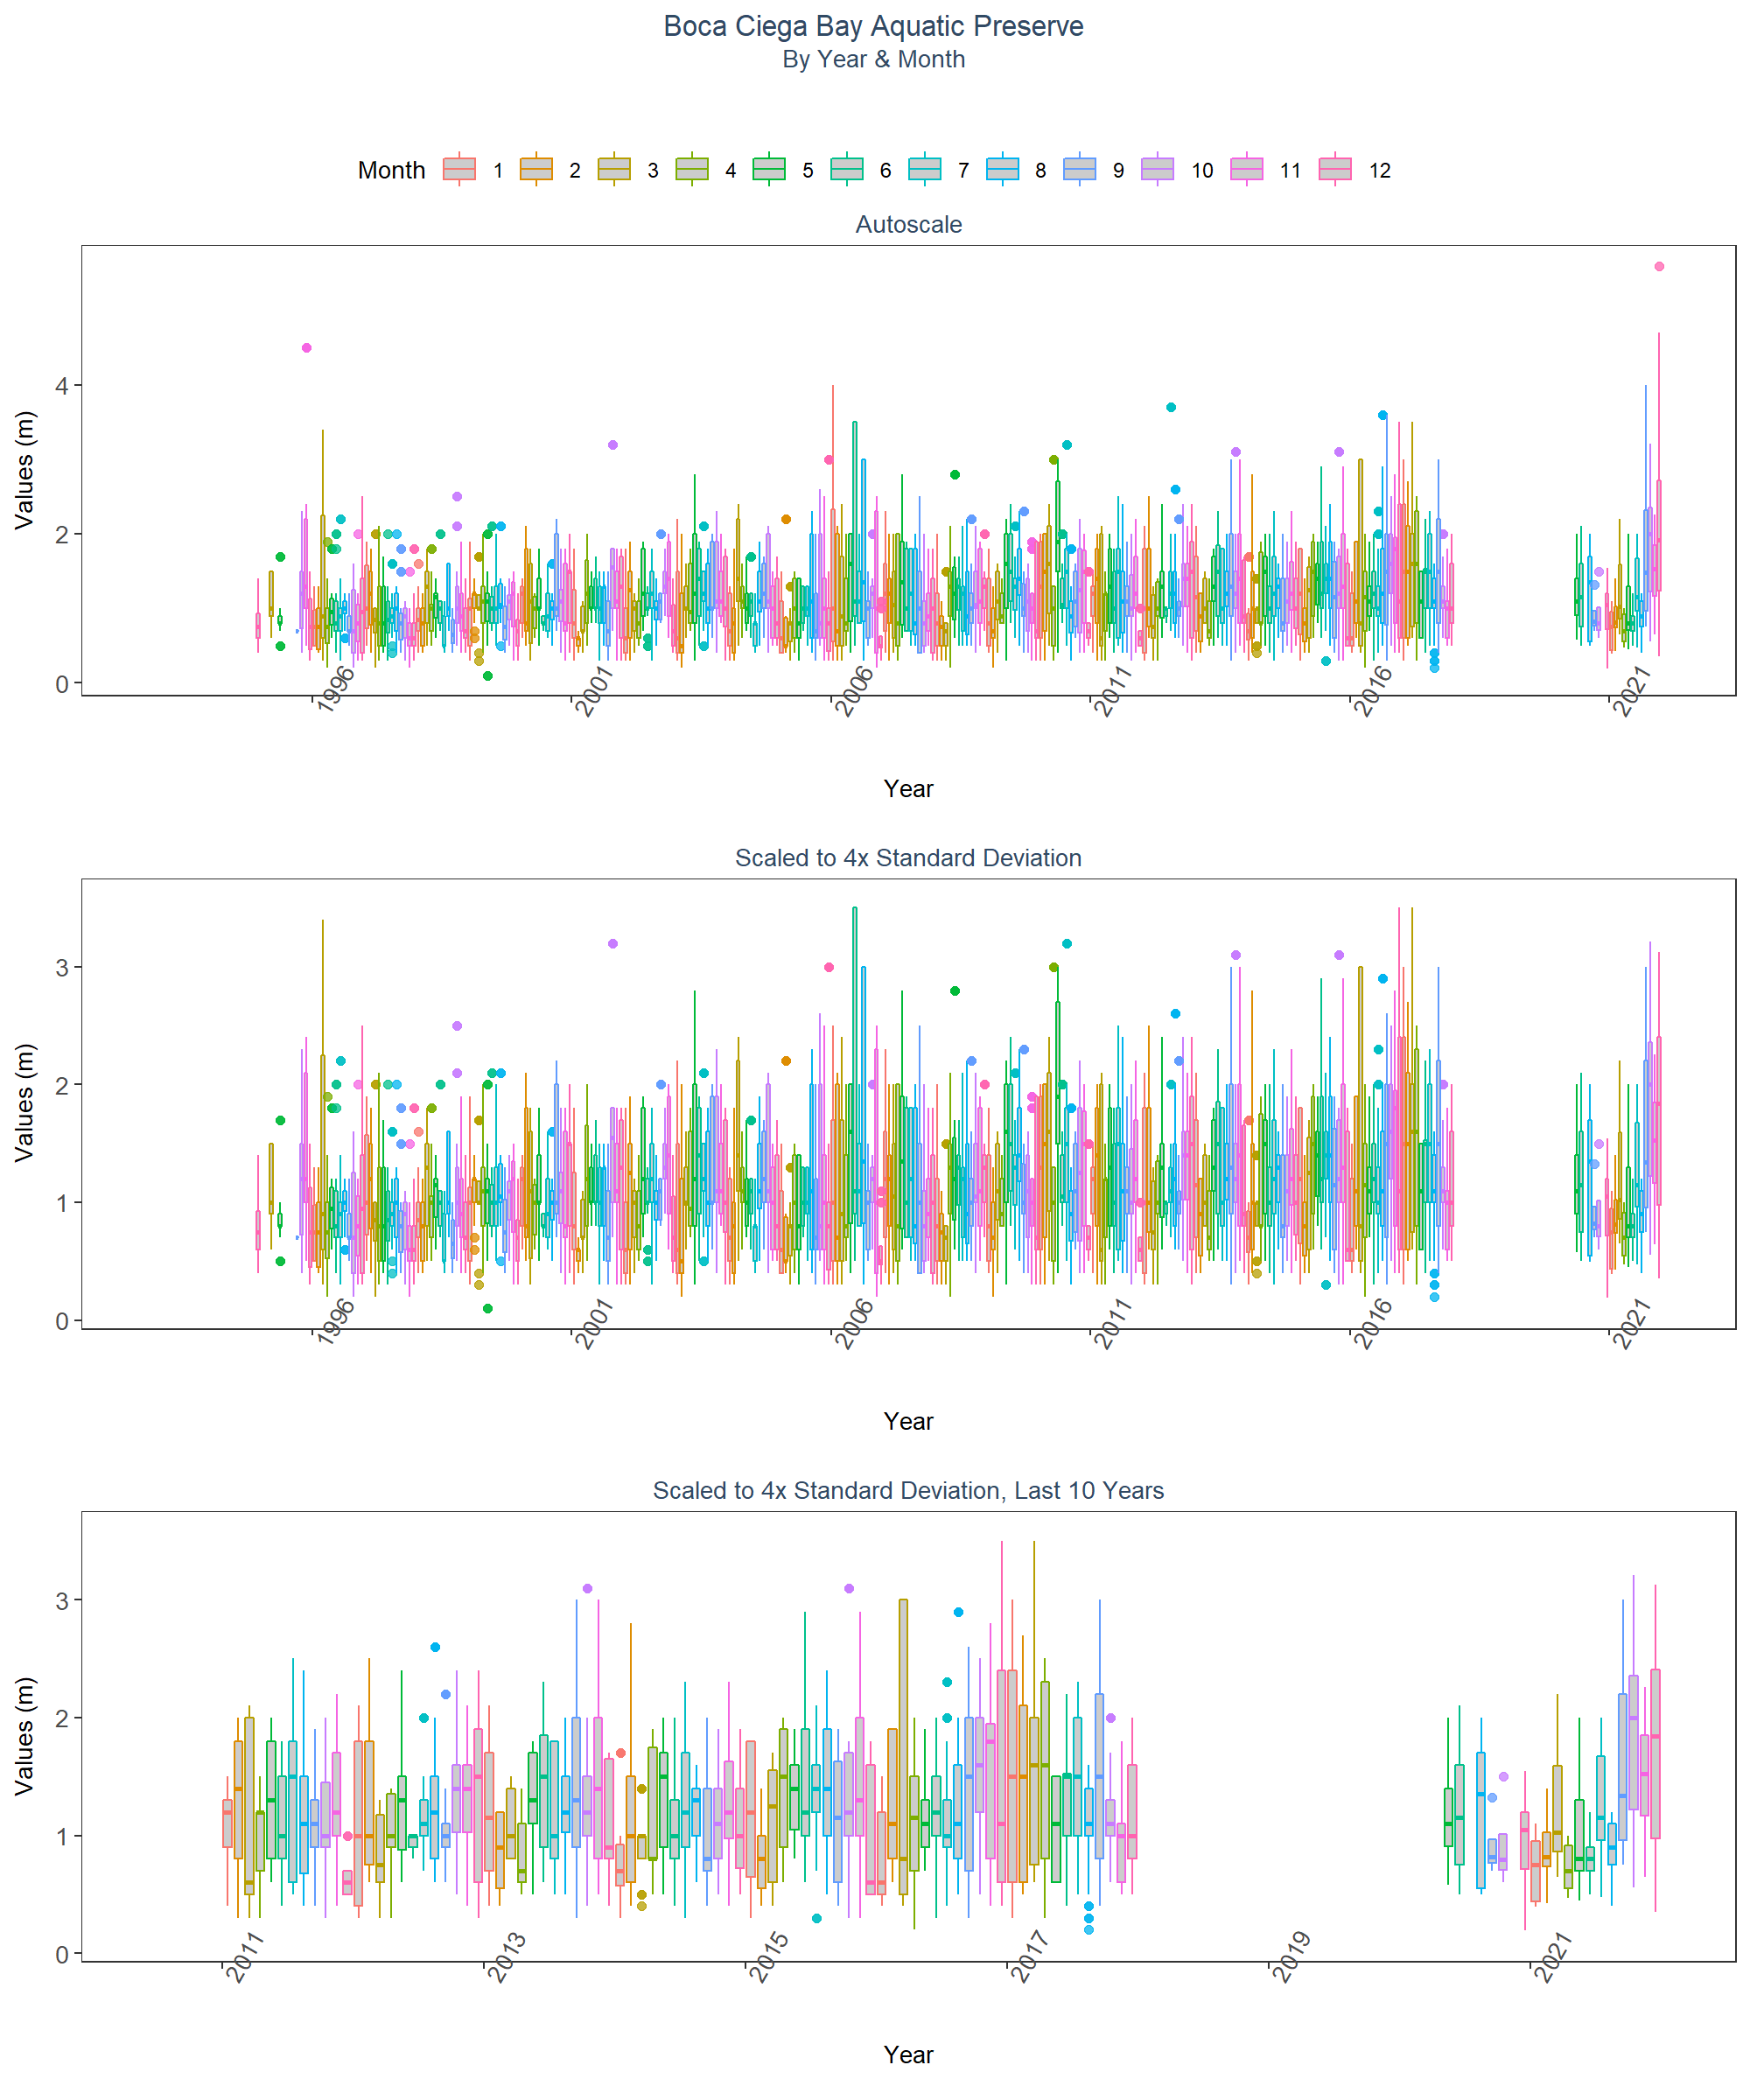 Boca Ciega Bay Aquatic Preserve
By Year & Month
Month 1 2 3 4 5 6 7 8 9 10 11 12
Autoscale
Values (m)
4
2
0
1996 2001 2006 2011 2016 2021
Year
Scaled to 4x Standard Deviation
Values (m)
3
2
1
0
1996 2001 2006 2011 2016 2021
Year
Scaled to 4x Standard Deviation, Last 10 Years
Values (m)
3
2
1
0
2011 2013 2015 2017 2019 2021
Year